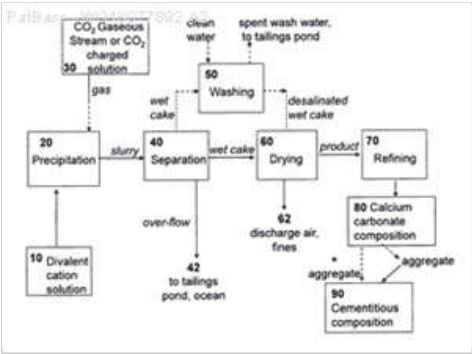 CO₂ Gaseous
Stream or CO₂
charged
30 solution
gas
clean
water
spent wash water,
to tailings pond
50
Washing
wet
cake
desalinated
wet cake
20
Precipitation
slurry
40
Separation
wet cake
60
Drying
product
70
Refining
over-flow
62
discharge air,
fines
80 Calcium
carbonate
composition
10 Divalent
cation
solution
42
to tailings
pond, ocean
aggregate
aggregate
90
Cementitious
composition